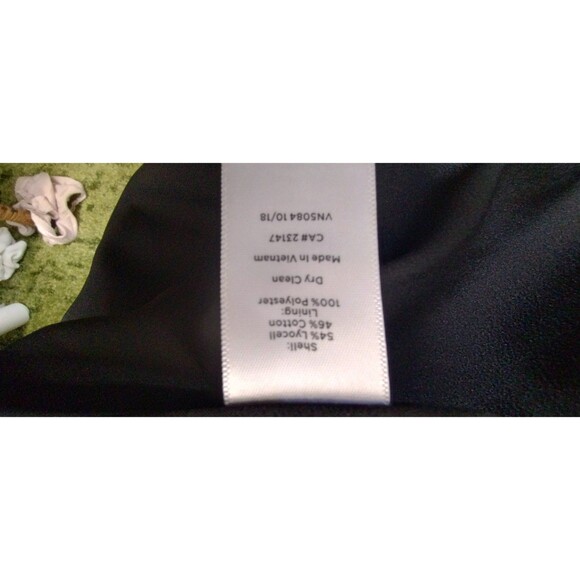 Shell:
54% Lyocell
46% Cotton
Lining:
100% Polyester
Dry Clean
Made in Vietnam
CA# 23147
VN5084 10/18